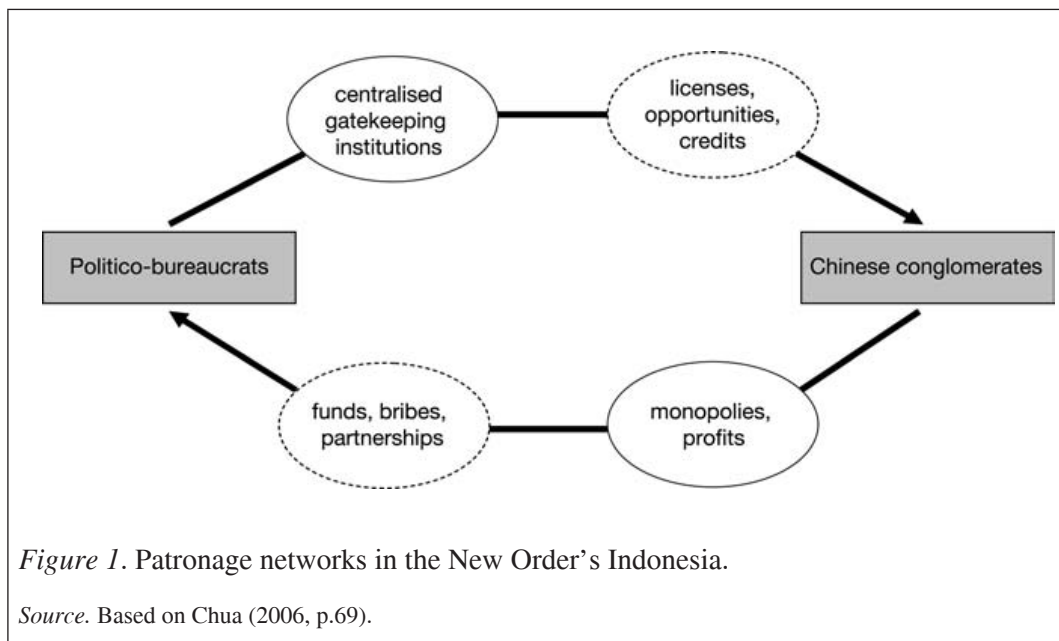 centralised
gatekeeping
institutions
licenses,
opportunities,
credits
Politico-bureaucrats
Chinese conglomerates
funds, bribes,
partnerships
monopolies,
profits
Figure 1. Patronage networks in the New Order’s Indonesia.
Source. Based on Chua (2006, p.69).